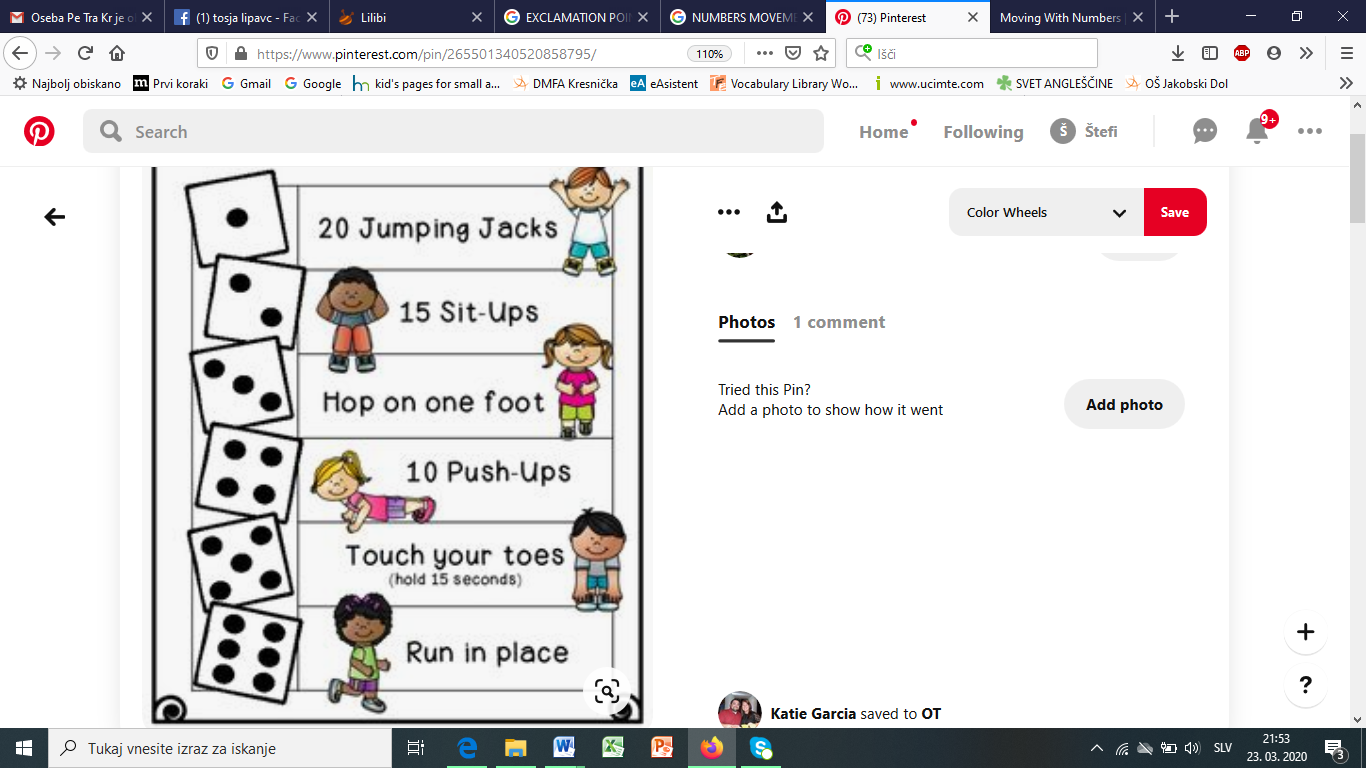 Oseba Pe Tra Kr je o
(1) tosja lipavc - Fac
Lilibi
EXCLAMATION POI
NUMBERS MOVEME
(73) Pinterest
Moving With Numbers
https://www.pinterest.com/pin/265501340520858795/
110%
Išči
Najbolj obiskano
Prvi koraki
Gmail
Google
kid's pages for small a...
DMFA Kresnička
eA eAsistent
Vocabulary Library Wo...
www.ucimte.com
SVET ANGLEŠČINE
OŠ Jakobski Dol
ABP
Search
Home
Following
Š
Štefi
9+
20 Jumping Jacks
15 Sit-Ups
Hop on one foot
10 Push-Ups
Touch your toes
(hold 15 seconds)
Run in place
Color Wheels
Save
Photos
1 comment
Tried this Pin?
Add a photo to show how it went
Add photo
Katie Garcia saved to OT
+
?
Tukaj vnesite izraz za iskanje
SLV
21:53
23. 03. 2020
3